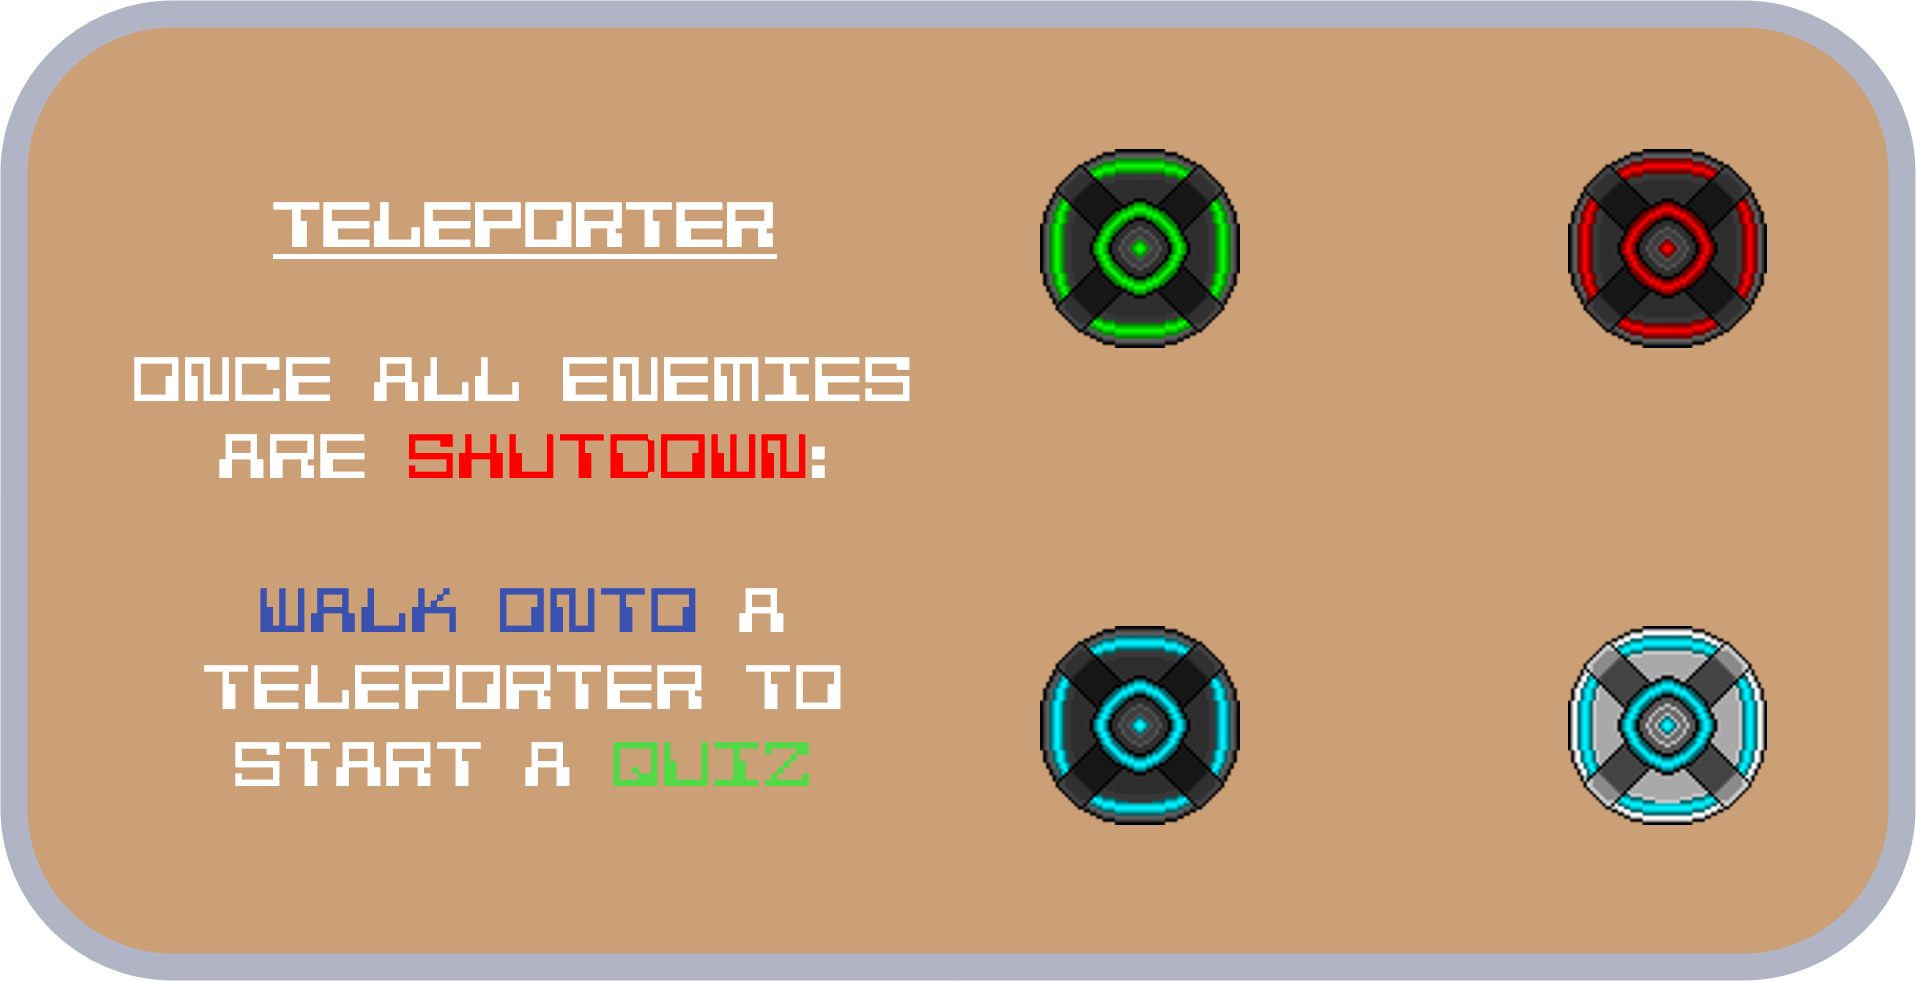 TELEPORTER
ONCE ALL ENEMIES
ARE SHUTDOWN:
WALK ONTO A
TELEPORTER TO
START A QUIZ